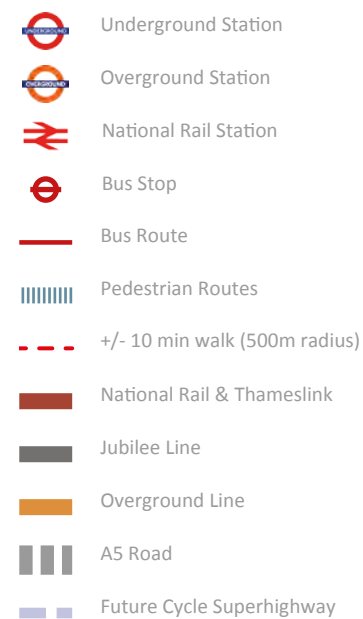 UNDERGROUND
Underground Station
OVERGROUND
Overground Station
National Rail Station
Bus Stop
Bus Route
Pedestrian Routes
+/- 10 min walk (500m radius)
National Rail & Thameslink
Jubilee Line
Overground Line
A5 Road
Future Cycle Superhighway